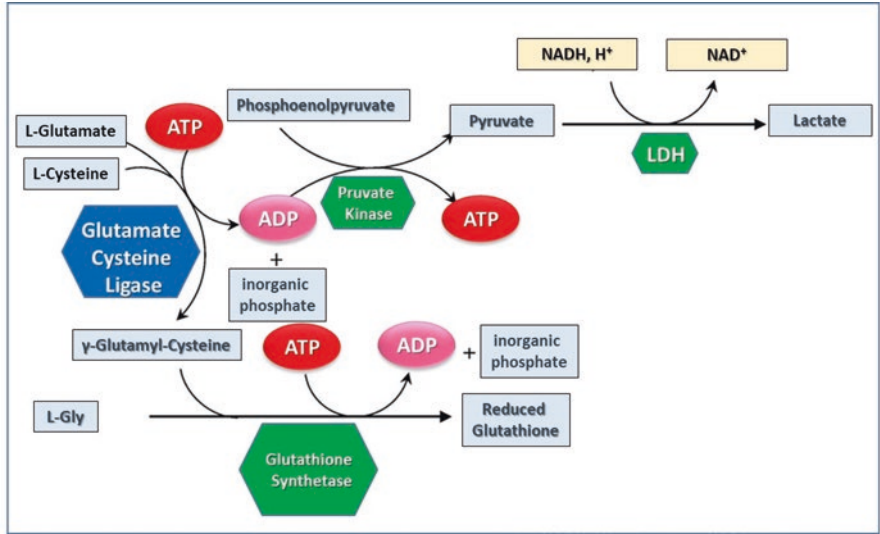 NADH, H⁺
NAD⁺
Phosphoenolpyruvate
L-Glutamate
ATP
Pyruvate
Lactate
L-Cysteine
LDH
Pruvate
Kinase
ADP
ATP
Glutamate
Cysteine
Ligase
+
inorganic
phosphate
γ-Glutamyl-Cysteine
ATP
ADP
+
inorganic
phosphate
L-Gly
Reduced
Glutathione
Glutathione
Synthetase